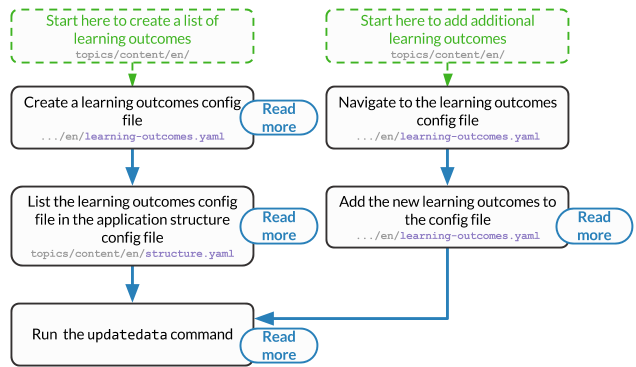 Start here to create a list of
learning outcomes
topics/content/en/
Start here to add additional
learning outcomes
topics/content/en/
Create a learning outcomes config
file
.../en/learning-outcomes.yaml
Read
more
Navigate to the learning outcomes
config file
.../en/learning-outcomes.yaml
List the learning outcomes config
file in the application structure
config file
topics/content/en/structure.yaml
Read
more
Add the new learning outcomes to
the config file
.../en/learning-outcomes.yaml
Read
more
Run the updatedata command
Read
more